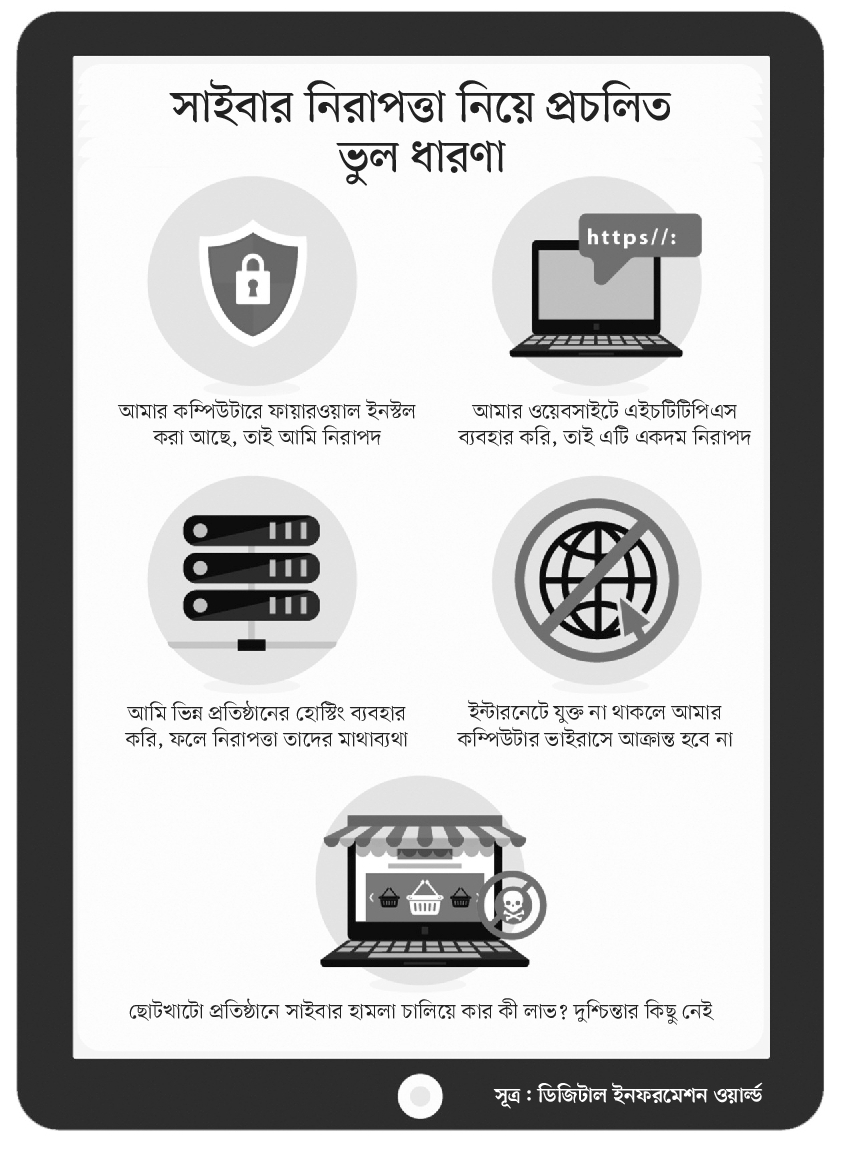 সাইবার নিরাপত্তা নিয়ে প্রচলিত
ভুল ধারণা
https//:
আমার কম্পিউটারে ফায়ারওয়াল ইনস্টল
করা আছে, তাই আমি নিরাপদ
আমার ওয়েবসাইটে এইচটিটিপিএস
ব্যবহার করি, তাই এটি একদম নিরাপদ
আমি ভিন্ন প্রতিষ্ঠানের হোস্টিং ব্যবহার
করি, ফলে নিরাপত্তা তাদের মাথাব্যথা
ইন্টারনেটে যুক্ত না থাকলে আমার
কম্পিউটার ভাইরাসে আক্রান্ত হবে না
ছোটখাটো প্রতিষ্ঠানে সাইবার হামলা চালিয়ে কার কী লাভ? দুশ্চিন্তার কিছু নেই
সূত্র : ডিজিটাল ইনফরমেশন ওয়ার্ল্ড